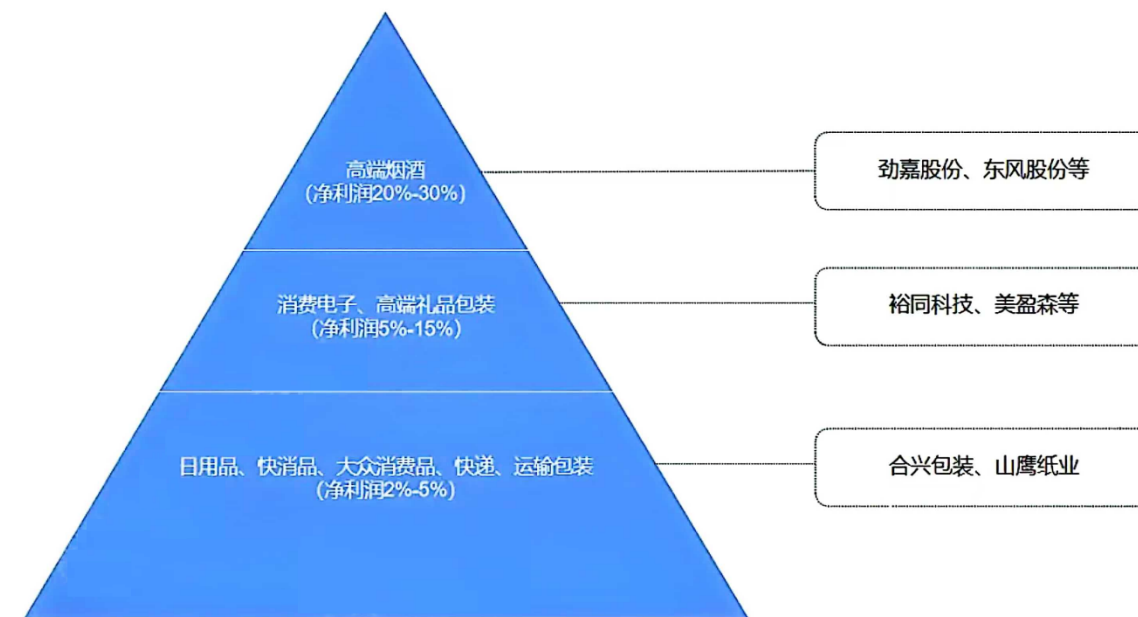 高端烟酒
（净利润20%-30%）
劲嘉股份、东风股份等
消费电子、高端礼品包装
（净利润5%-15%）
裕同科技、美盈森等
日用品、快消品、大众消费品、快递、运输包装
（净利润2%-5%）
合兴包装、山鹰纸业